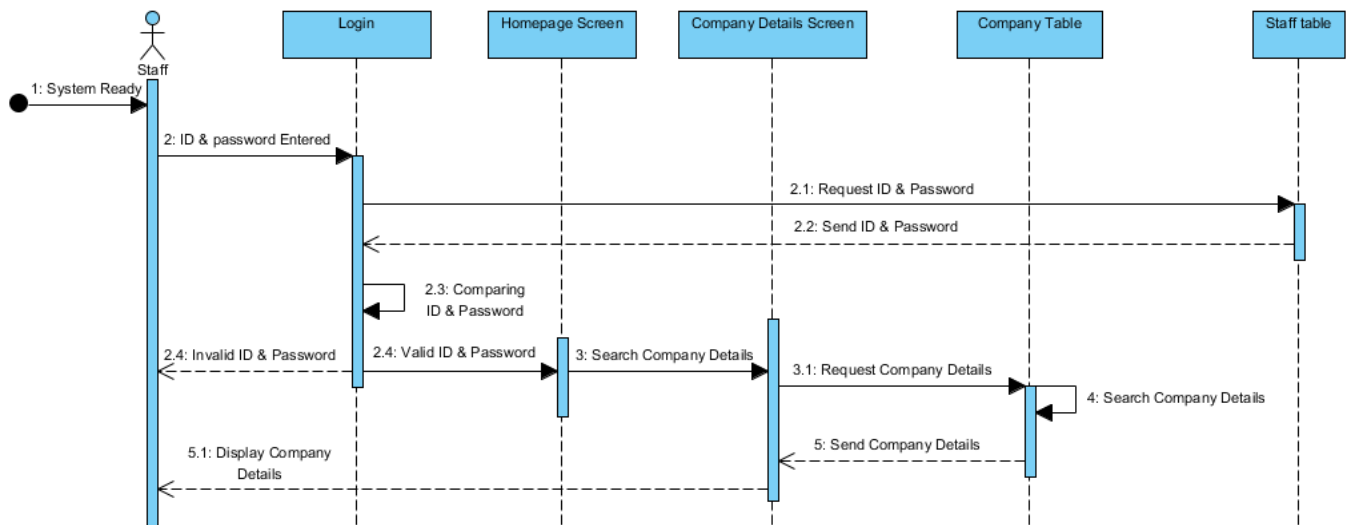 Login
Homepage Screen
Company Details Screen
Company Table
Staff table
Staff
1: System Ready
2: ID & password Entered
2.1: Request ID & Password
2.2: Send ID & Password
2.3: Comparing
ID & Password
2.4: Invalid ID & Password
2.4: Valid ID & Password
3: Search Company Details
3.1: Request Company Details
4: Search Company Details
5: Send Company Details
5.1: Display Company
Details